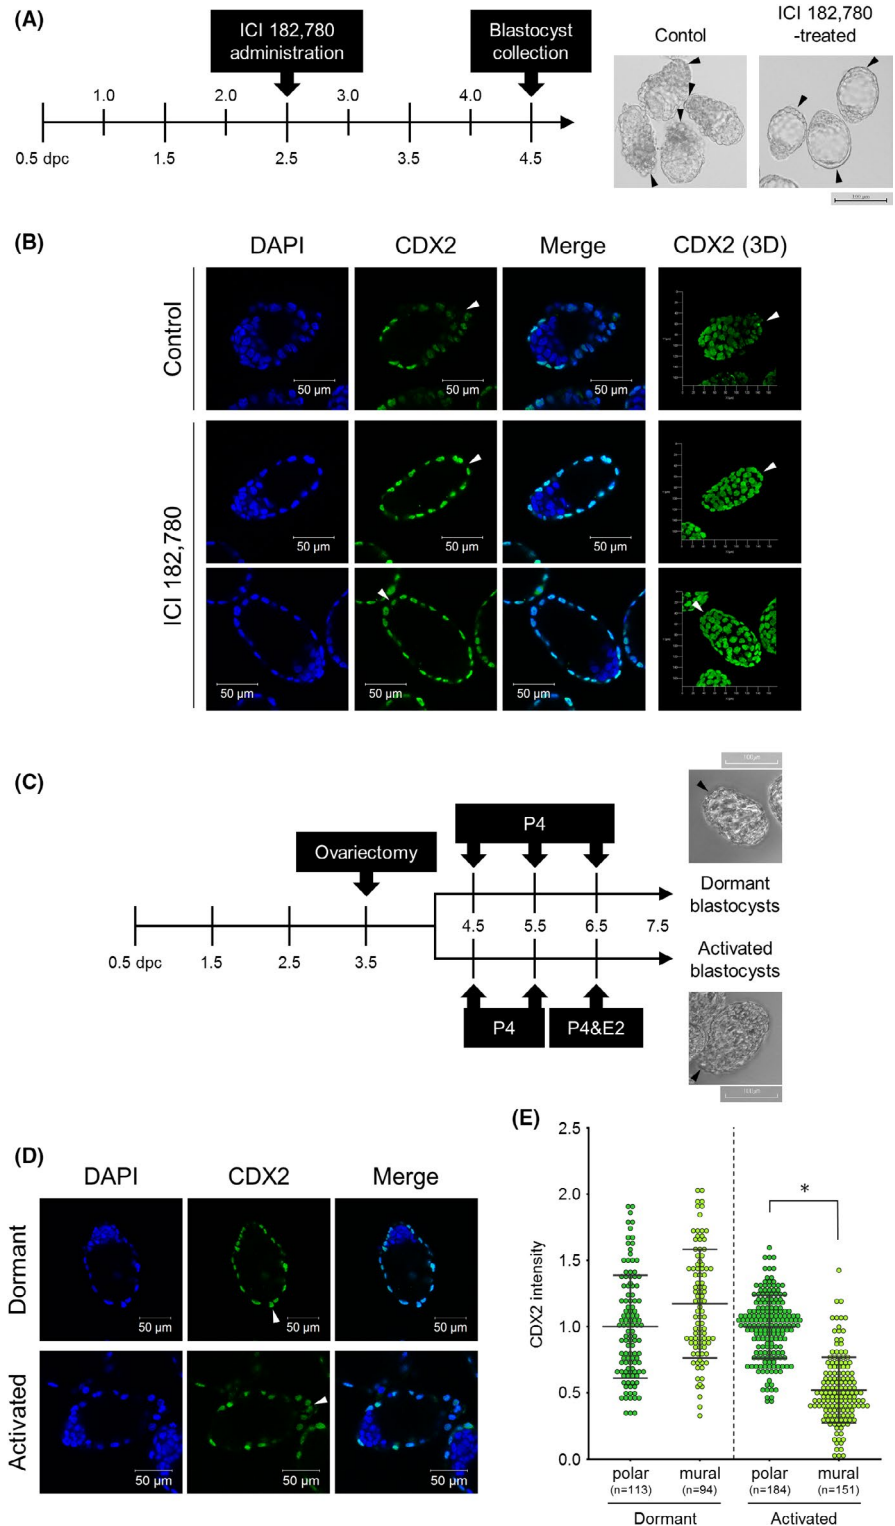 (A)
ICI 182,780
administration
Blastocyst
collection
Contol
ICI 182,780
-treated
1.0
2.0
3.0
4.0
0.5 dpc
1.5
2.5
3.5
4.5
100 µm
(B)
DAPI
CDX2
Merge
CDX2 (3D)
Control
50 µm
50 µm
50 µm
ICI 182,780
50 µm
50 µm
50 µm
50 µm
50 µm
50 µm
(C)
Ovariectomy
P4
0.5 dpc
1.5
2.5
3.5
4.5
5.5
6.5
7.5
P4
P4&E2
100µm
Dormant
blastocysts
Activated
blastocysts
100µm
(D)
DAPI
CDX2
Merge
Dormant
50 µm
50 µm
50 µm
Activated
50 µm
50 µm
50 µm
(E)
CDX2 intensity
2.5
2.0
1.5
1.0
0.5
0.0
*
polar
mural
polar
mural
(n=113)
(n=94)
(n=184)
(n=151)
Dormant
Activated